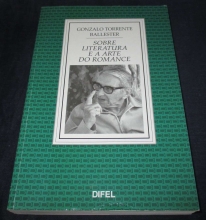 GONZALO TORRENTE
BALLESTER
SOBRE
LITERATURA
E A ARTE
DO ROMANCE
DIFEL